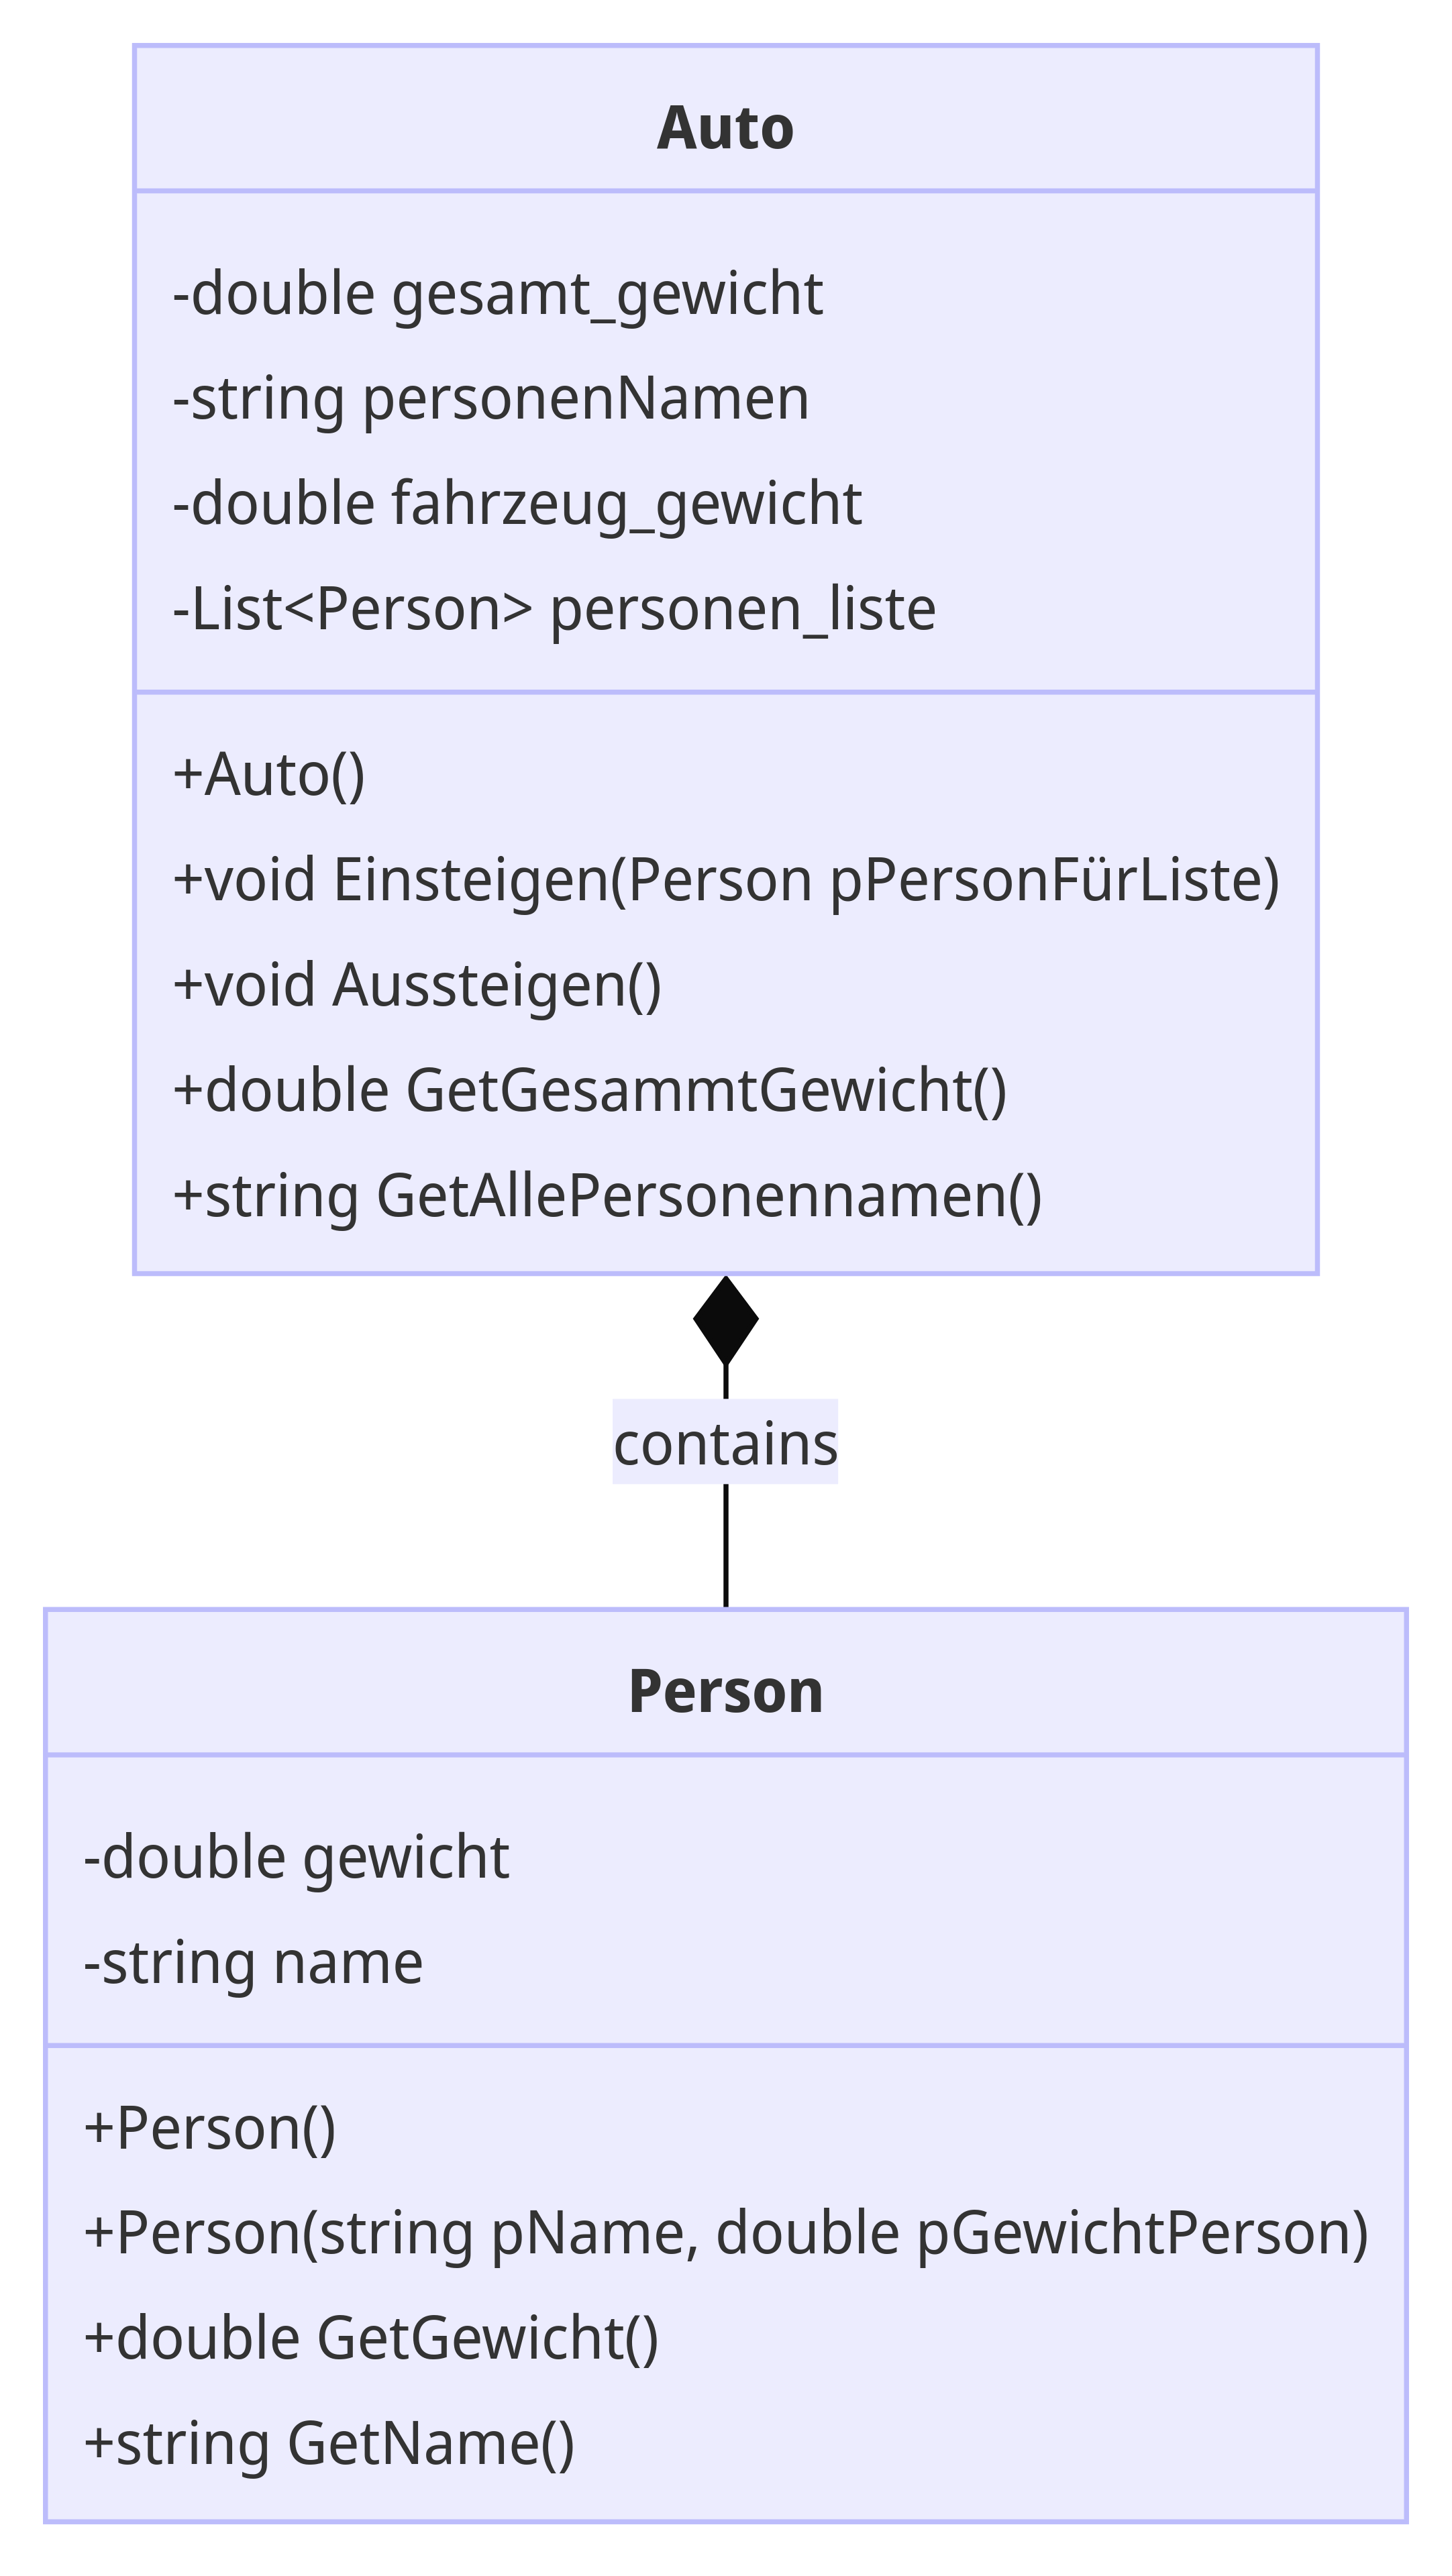 Auto
-double gesamt_gewicht
-string personenNamen
-double fahrzeug_gewicht
-List<Person> personen_liste
+Auto()
+void Einsteigen(Person pPersonFürListe)
+void Aussteigen()
+double GetGesammtGewicht()
+string GetAllePersonennamen()
contains
Person
-double gewicht
-string name
+Person()
+Person(string pName, double pGewichtPerson)
+double GetGewicht()
+string GetName()